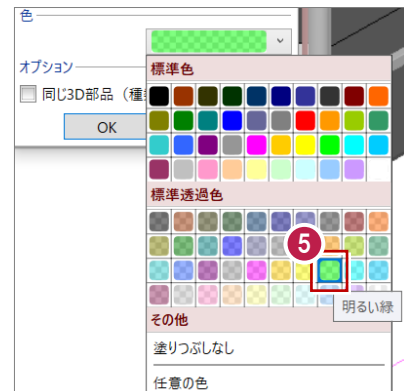 色
オプション
同じ3D部品（種
OK
標準色
標準透過色
5
明るい緑
その他
塗りつぶしなし
任意の色